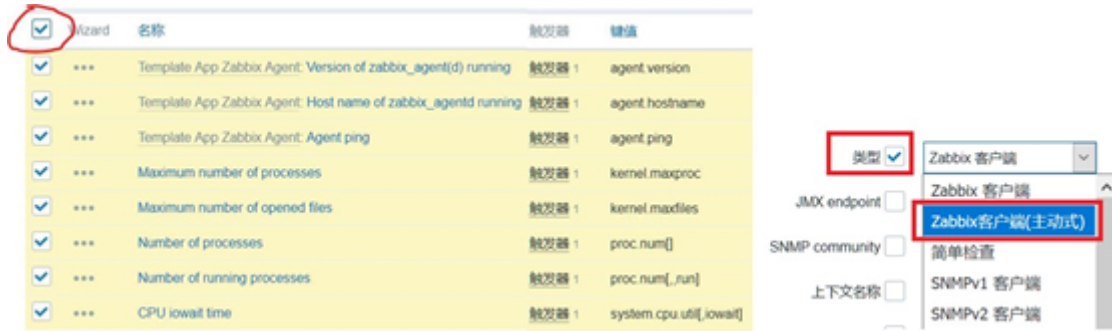 Wizard 名称 触发器 键值
Template App Zabbix Agent: Version of zabbix_agent(d) running 触发器 1 agent.version
Template App Zabbix Agent: Host name of zabbix_agentd running 触发器 1 agent.hostname
Template App Zabbix Agent: Agent ping 触发器 1 agent.ping
Maximum number of processes 触发器 1 kernel.maxproc
Maximum number of opened files 触发器 1 kernel.maxfiles
Number of processes 触发器 1 proc.num[]
Number of running processes 触发器 1 proc.num[,,run]
CPU iowait time 触发器 1 system.cpu.util[,iowait]
类型 Zabbix 客户端
Zabbix 客户端
JMX endpoint
Zabbix客户端(主动式)
SNMP community
简单检查
SNMPv1 客户端
上下文名称
SNMPv2 客户端